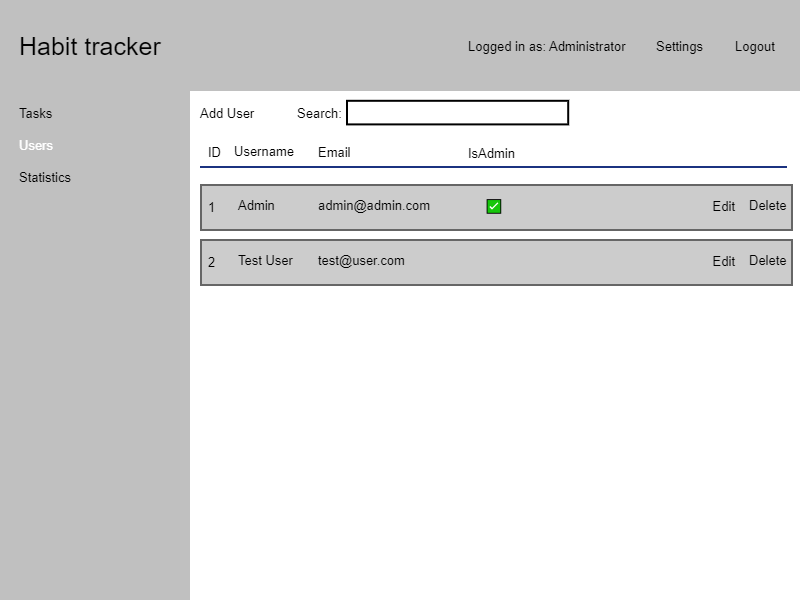 Habit tracker
Logged in as: Administrator Settings Logout
Tasks
Users
Statistics
Add User Search:
ID Username Email IsAdmin
1 Admin admin@admin.com Edit Delete
2 Test User test@user.com Edit Delete